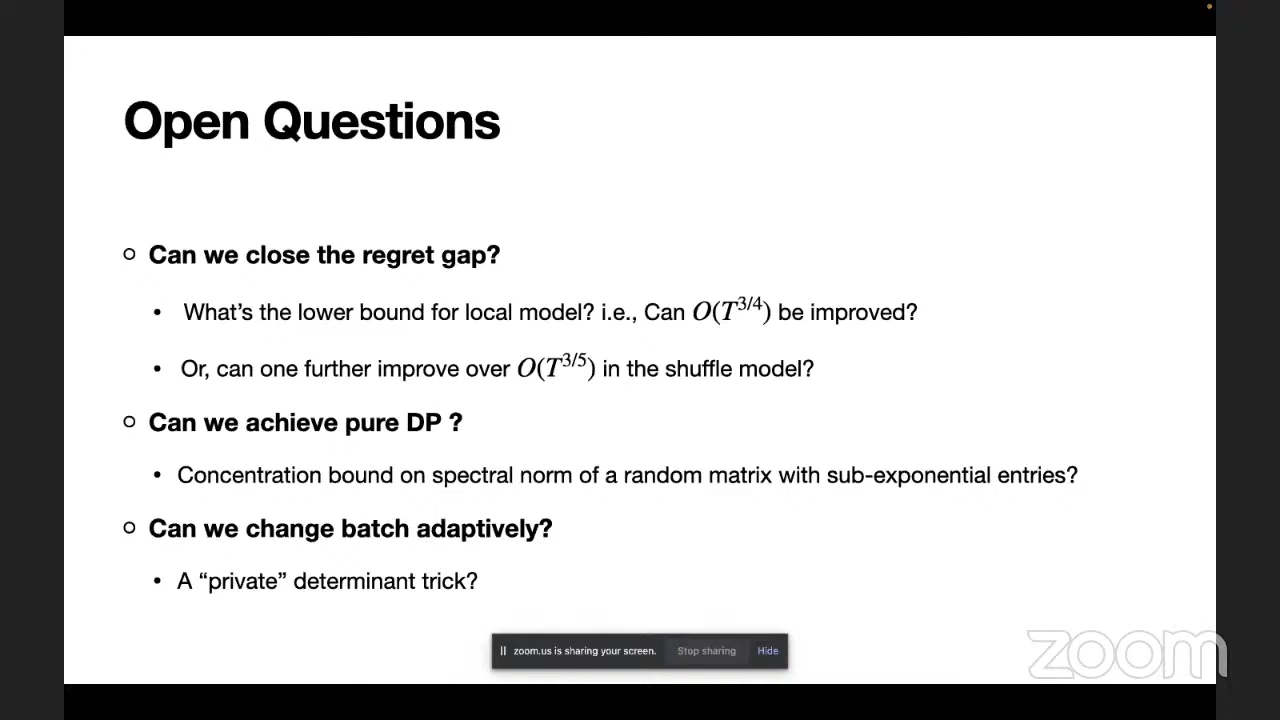 Open Questions
Can we close the regret gap?
• What’s the lower bound for local model? i.e., Can O(T^{3/4}) be improved?
• Or, can one further improve over O(T^{3/5}) in the shuffle model?
Can we achieve pure DP ?
• Concentration bound on spectral norm of a random matrix with sub-exponential entries?
Can we change batch adaptively?
• A “private” determinant trick?
zoom.us is sharing your screen. Stop sharing Hide
zoom